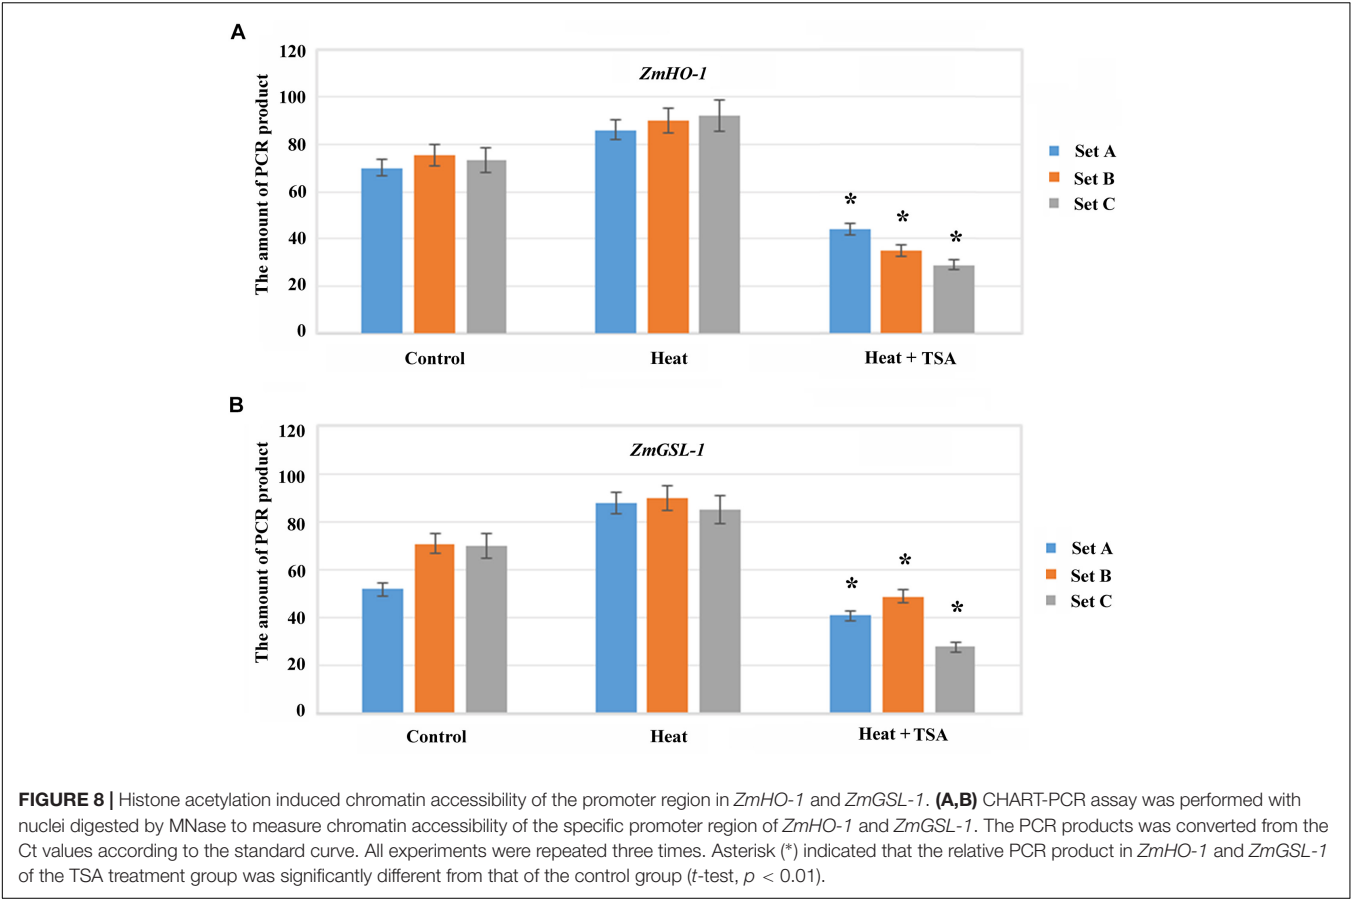 A
120
100
80
60
40
20
0
The amount of PCR product
ZmHO-1
* * *
Control Heat Heat + TSA
Set A
Set B
Set C
B
120
100
80
60
40
20
0
The amount of PCR product
ZmGSL-1
* * *
Control Heat Heat + TSA
Set A
Set B
Set C
FIGURE 8 | Histone acetylation induced chromatin accessibility of the promoter region in ZmHO-1 and ZmGSL-1. (A,B) CHART-PCR assay was performed with
nuclei digested by MNase to measure chromatin accessibility of the specific promoter region of ZmHO-1 and ZmGSL-1. The PCR products was converted from the
Ct values according to the standard curve. All experiments were repeated three times. Asterisk (*) indicated that the relative PCR product in ZmHO-1 and ZmGSL-1
of the TSA treatment group was significantly different from that of the control group (t-test, p < 0.01).